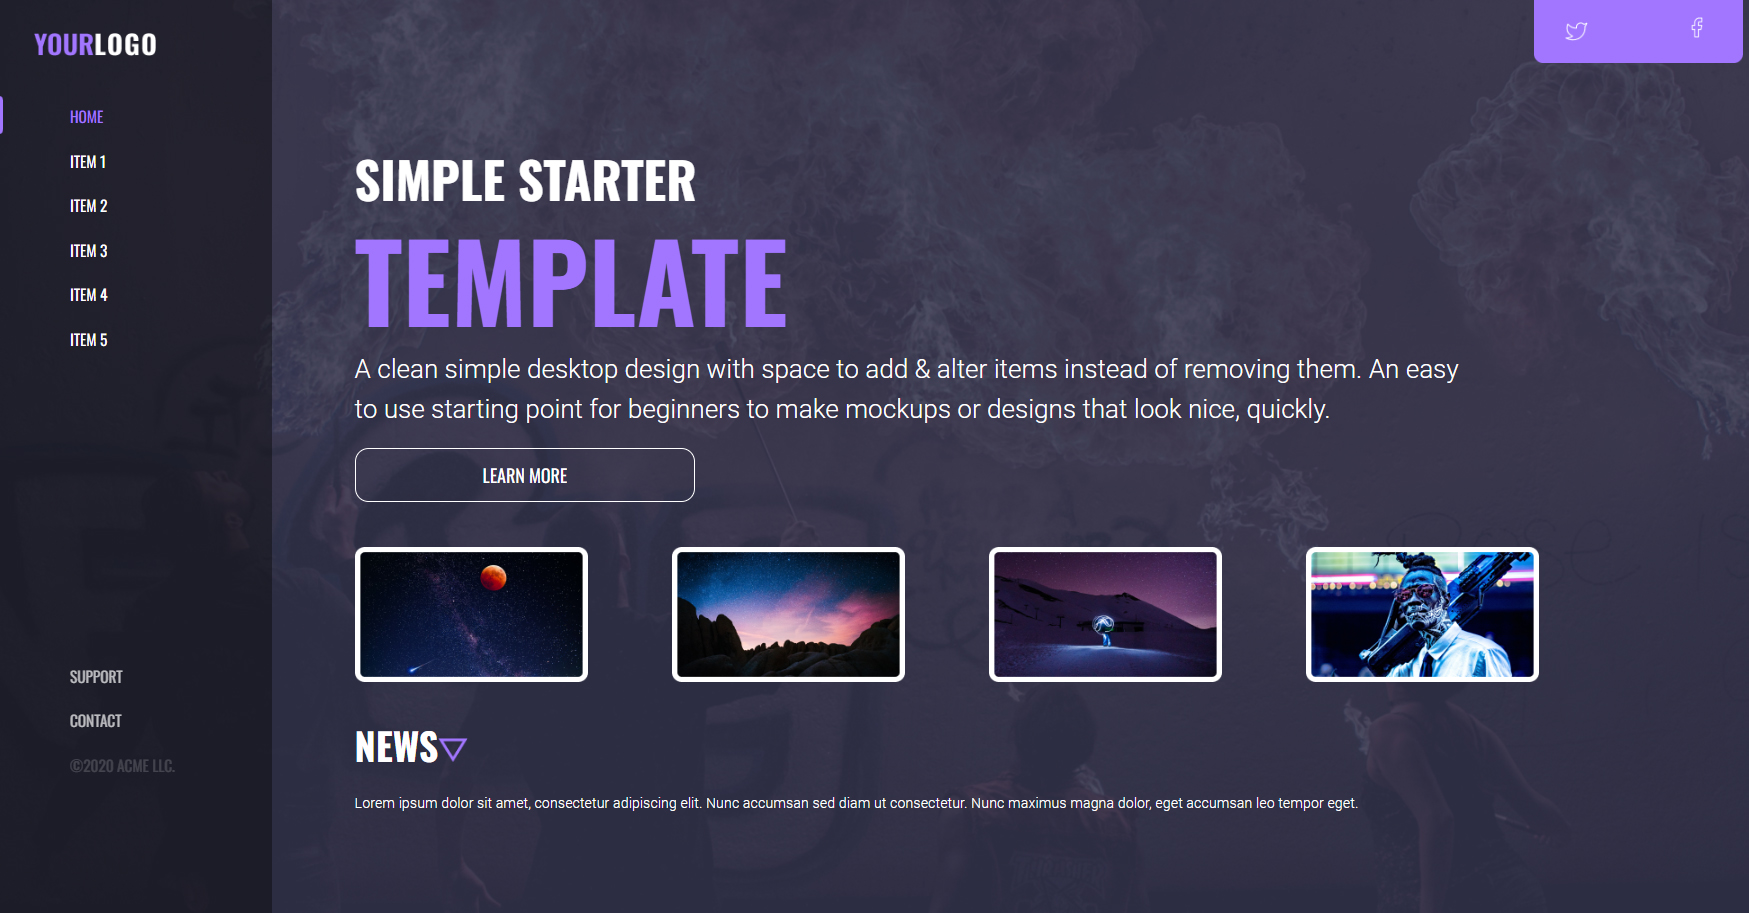 YOURLOGO
HOME
ITEM 1
ITEM 2
ITEM 3
ITEM 4
ITEM 5
SUPPORT
CONTACT
©2020 ACME LLC.
SIMPLE STARTER
TEMPLATE
A clean simple desktop design with space to add & alter items instead of removing them. An easy
to use starting point for beginners to make mockups or designs that look nice, quickly.
LEARN MORE
NEWS
Lorem ipsum dolor sit amet, consectetur adipiscing elit. Nunc accumsan sed diam ut consectetur. Nunc maximus magna dolor, eget accumsan leo tempor eget.